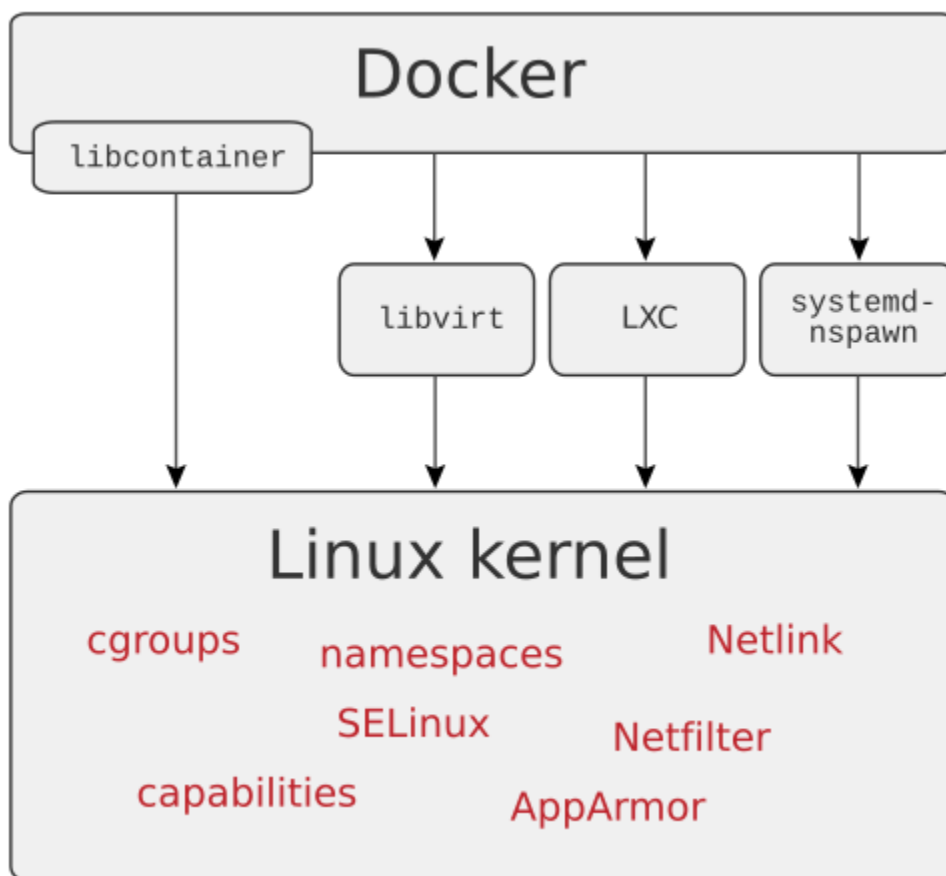 Docker
libcontainer
libvirt
LXC
systemd-
nspawn
Linux kernel
cgroups
namespaces
Netlink
SELinux
Netfilter
capabilities
AppArmor